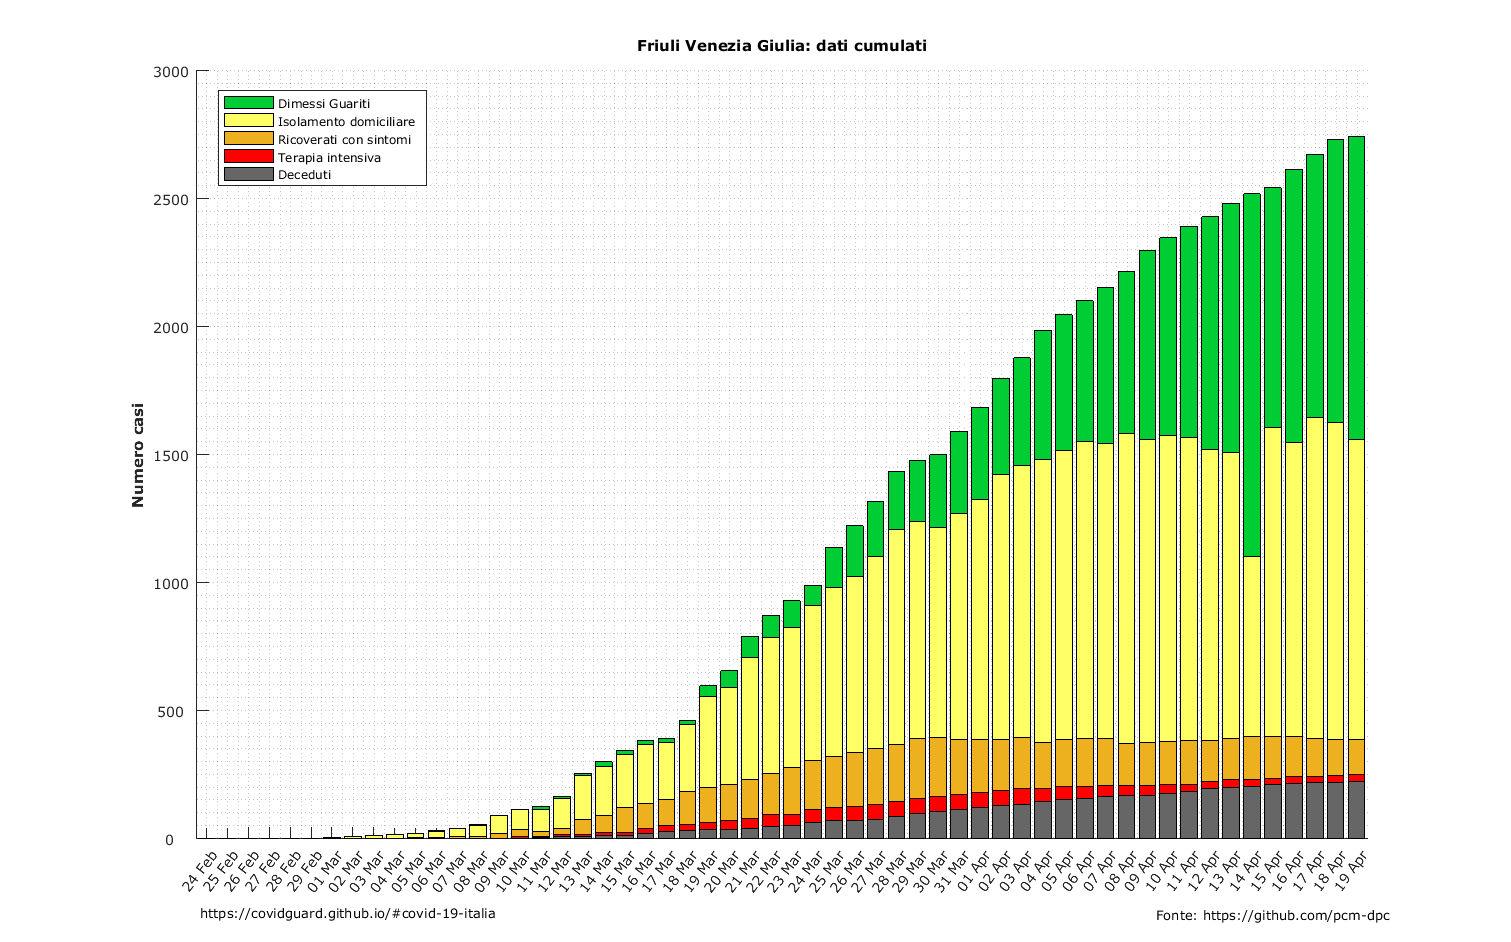 Friuli Venezia Giulia: dati cumulati
3000
2500
2000
1500
1000
500
0
Numero casi
Dimessi Guariti
Isolamento domiciliare
Ricoverati con sintomi
Terapia intensiva
Deceduti
24 Feb
25 Feb
26 Feb
27 Feb
28 Feb
29 Feb
01 Mar
02 Mar
03 Mar
04 Mar
05 Mar
06 Mar
07 Mar
08 Mar
09 Mar
10 Mar
11 Mar
12 Mar
13 Mar
14 Mar
15 Mar
16 Mar
17 Mar
18 Mar
19 Mar
20 Mar
21 Mar
22 Mar
23 Mar
24 Mar
25 Mar
26 Mar
27 Mar
28 Mar
29 Mar
30 Mar
31 Mar
01 Apr
02 Apr
03 Apr
04 Apr
05 Apr
06 Apr
07 Apr
08 Apr
09 Apr
10 Apr
11 Apr
12 Apr
13 Apr
14 Apr
15 Apr
16 Apr
17 Apr
18 Apr
19 Apr
https://covidguard.github.io/#covid-19-italia
Fonte: https://github.com/pcm-dpc